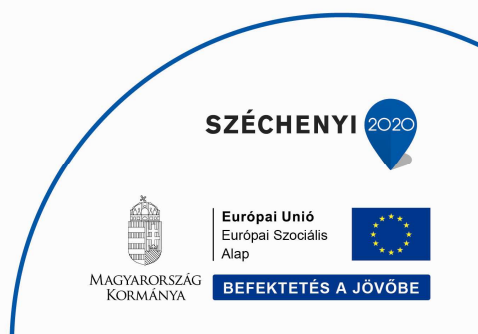 SZÉCHENYI 2020
Európai Unió
Európai Szociális
Alap
MAGYARORSZÁG
KORMÁNYA
BEFEKTETÉS A JÖVŐBE